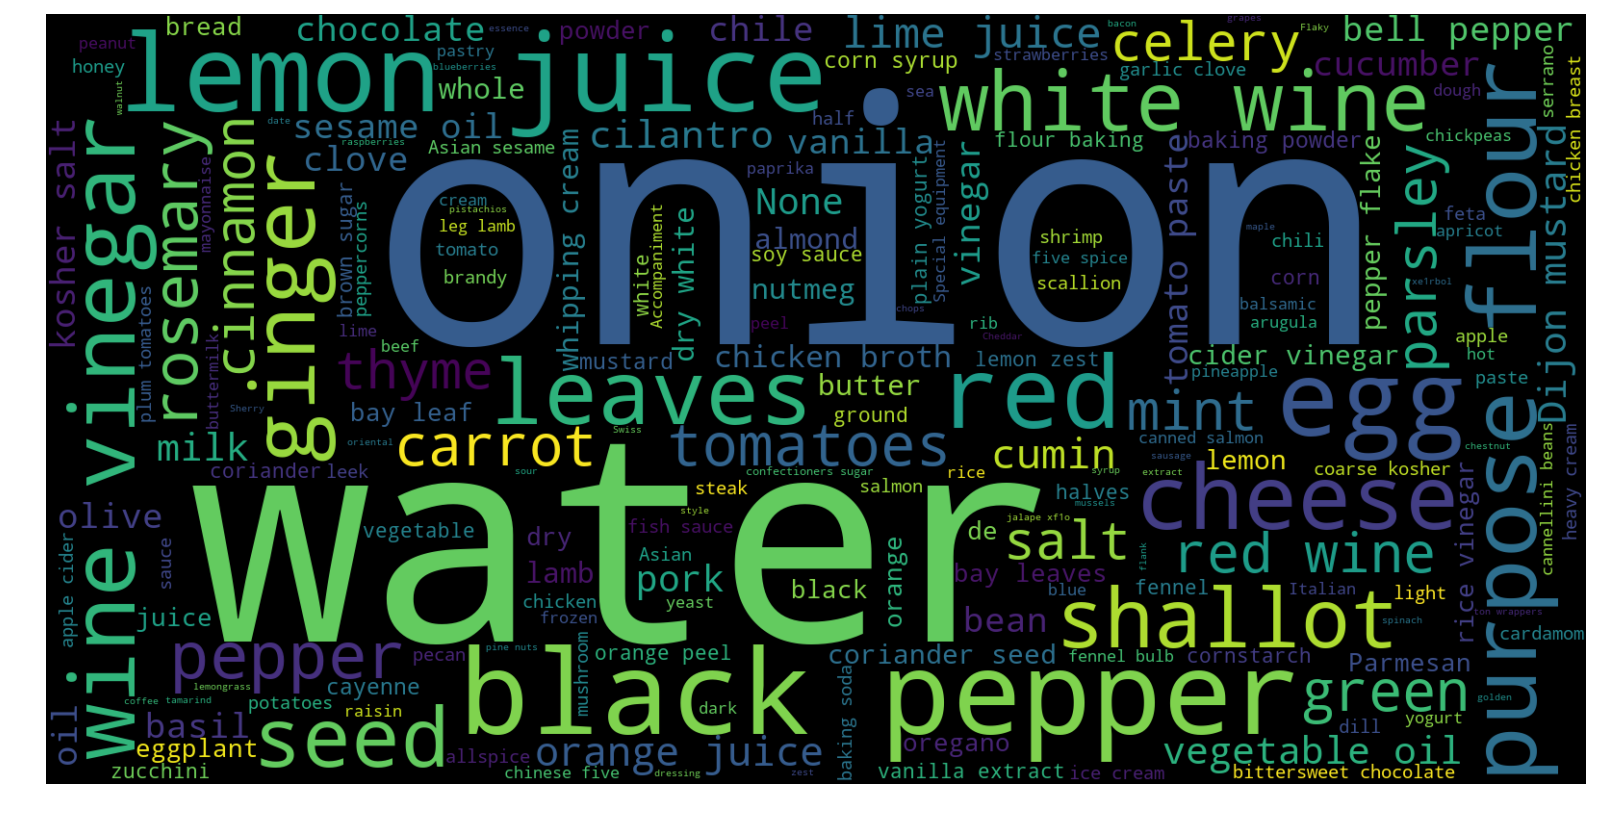 bread
chocolate
essence
powder
chile
lime juice
bacon
celery
grapes
Flaky
bell pepper
peanut
honey
lemon juice
pastry
blueberries
whole
corn syrup
strawberries
garlic clove
cucumber
dough
serrano
chicken breast
walnut
date
raspberries
sesame oil
clove
Asian sesame
cilantro
half
sea
vanilla
white wine
flour baking
baking powder
chickpeas
kosher salt
wine vinegar
rosemary
mayonnaise
cinnamon
ginger
brown sugar
peppercorns
onion
cream
pistachios
leg lamb
tomato
brandy
whipping cream
White
Accompaniment
dry white
paprika
None
almond
soy sauce
nutmeg
peel
plain yogurt
Special equipment
vinegar
chops
shrimp
five spice
scallion
tomato paste
maple
chili
corn
balsamic
arugula
pepper flake
parsley
xe1rbol
feta
apricot
purpose flour
Dijon mustard
plum tomatoes
buttermilk
lime
beef
thyme
mustard
chicken broth
rib
Cheddar
lemon zest
cider vinegar
pineapple
apple
hot
paste
Sherry
bay leaf
leaves
butter
ground
red
mint
egg
milk
oriental
carrot
Swiss
tomatoes
cumin
canned salmon
sausage
lemon
chestnut
coriander
leek
sour
confectioners sugar
rice
syrup
extract
coarse kosher
cannellini beans
heavy cream
olive
apple cider
sauce
water
vegetable
steak
style
salmon
fish sauce
halves
mussels
cheese
dry
Asian
jalape xf1o
de
salt
flank
red wine
rice vinegar
lamb
pork
black
orange
bay leaves
fennel
Italian
light
juice
chicken
frozen
yeast
bean
blue
shallot
spinach
ton wrappers
cardamom
pepper
pecan
pine nuts
mushroom
orange peel
coriander seed
fennel bulb
cornstarch
Parmesan
lemongrass
cayenne
coffee
tamarind
potatoes
raisin
black pepper
dark
baking soda
green
golden
oil
basil
eggplant
seed
allspice
orange juice
oregano
dill
yogurt
vegetable oil
zucchini
chinese five
dressing
zest
vanilla extract
ice cream
bittersweet chocolate